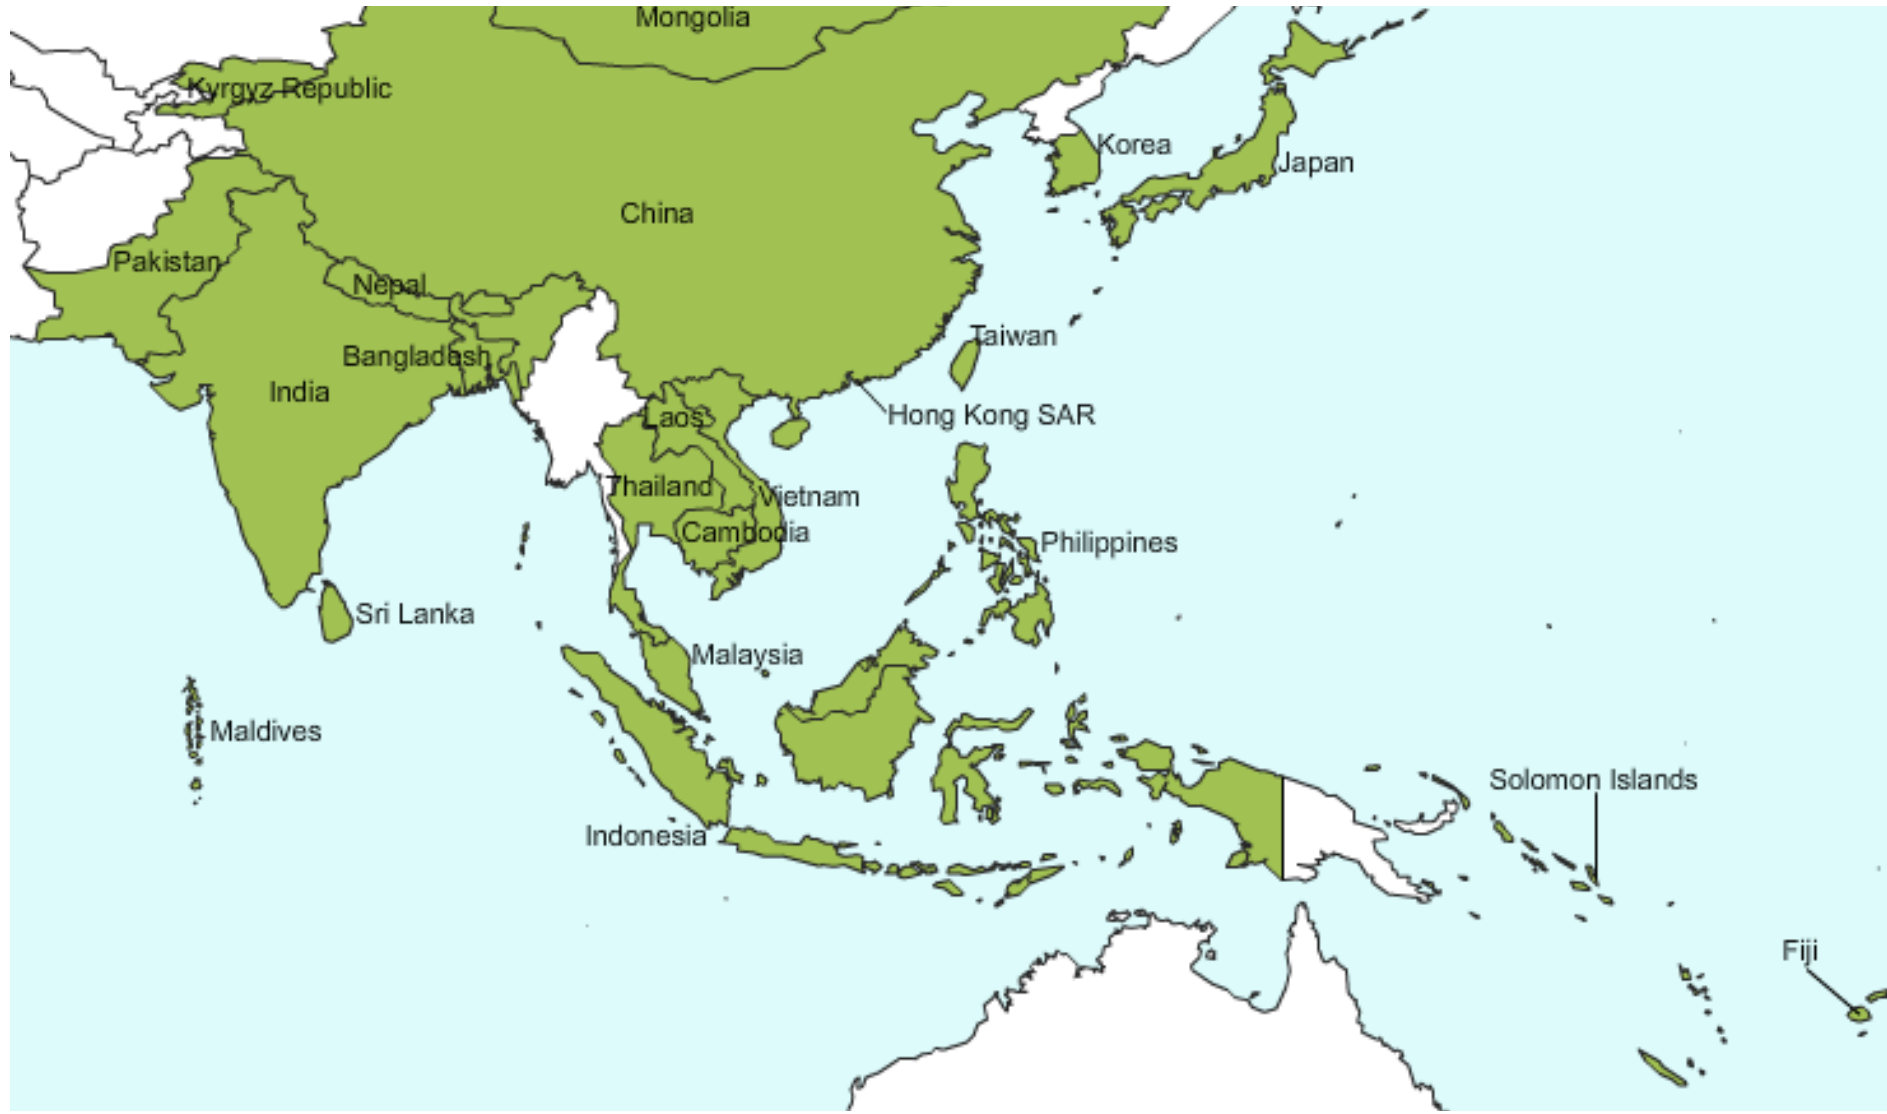 Mongolia
Kyrgyz Republic
Korea
Japan
China
Pakistan
Nepal
Taiwan
Bangladesh
India
Hong Kong SAR
Laos
Thailand
Vietnam
Cambodia
Philippines
Sri Lanka
Malaysia
Maldives
Solomon Islands
Indonesia
Fiji